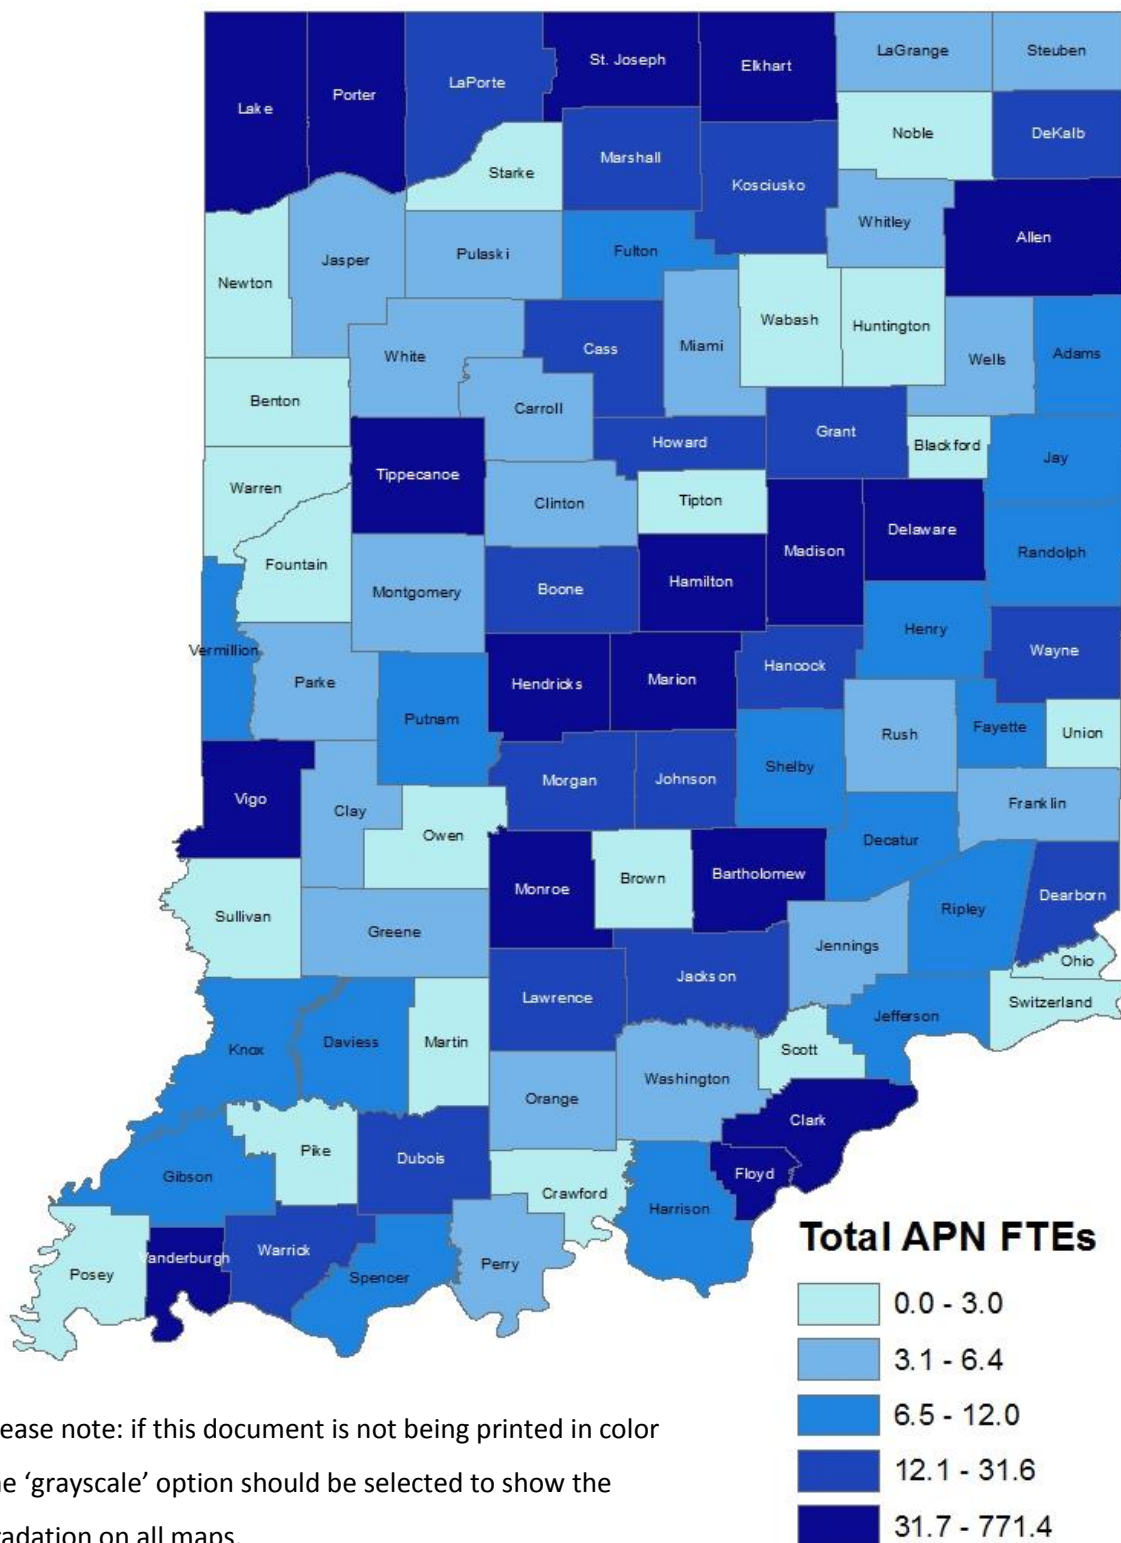 LaGrange
Steuben
St. Joseph
Elkhart
LaPorte
Porter
Lake
Noble
DeKalb
Marshall
Starke
Kosciusko
Whitley
Allen
Fulton
Pulaski
Jasper
Newton
Wabash
Huntington
Miami
Cass
White
Wells
Adams
Benton
Carroll
Grant
Howard
Blackford
Jay
Tippecanoe
Warren
Clinton
Tipton
Delaware
Madison
Randolph
Fountain
Montgomery
Boone
Hamilton
Henry
Vermillion
Wayne
Hancock
Parke
Hendricks
Marion
Putnam
Rush
Fayette
Union
Shelby
Morgan
Johnson
Vigo
Clay
Franklin
Owen
Decatur
Monroe
Brown
Bartholomew
Dearborn
Ripley
Sullivan
Greene
Jennings
Ohio
Jackson
Lawrence
Switzerland
Jefferson
Knox
Daviess
Martin
Scott
Washington
Orange
Clark
Pike
Dubois
Gibson
Floyd
Crawford
Harrison
Vanderburgh
Warrick
Posey
Spencer
Perry
Total APN FTEs
0.0 - 3.0
3.1 - 6.4
6.5 - 12.0
12.1 - 31.6
31.7 - 771.4
ease note: if this document is not being printed in color
ne ‘grayscale’ option should be selected to show the
radation on all maps.